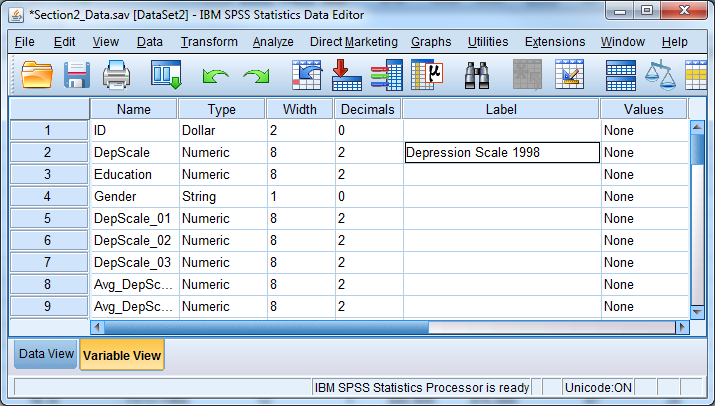 *Section2_Data.sav [DataSet2] - IBM SPSS Statistics Data Editor
File Edit View Data Transform Analyze Direct Marketing Graphs Utilities Extensions Window Help
Name Type Width Decimals Label Values
1 ID Dollar 2 0 None
2 DepScale Numeric 8 2 Depression Scale 1998 None
3 Education Numeric 8 2 None
4 Gender String 1 0 None
5 DepScale_01 Numeric 8 2 None
6 DepScale_02 Numeric 8 2 None
7 DepScale_03 Numeric 8 2 None
8 Avg_DepSc... Numeric 8 2 None
9 Avg_DepSc... Numeric 8 2 None
Data View Variable View
IBM SPSS Statistics Processor is ready Unicode:ON